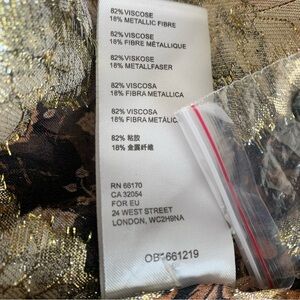 82% VISCOSE
18% METALLIC FIBRE
82% VISCOSE
18% FIBRE MÉTALLIQUE
82% VISKOSE
18% METALLFASER
82% VISCOSA
18% FIBRA METALLICA
82% VISCOSA
18% FIBRA METÁLIC
82% 粘胶
18% 金属纤维
RN 66170
CA 32054
FOR EU
24 WEST STREET
LONDON, WC2H9NA
1661219